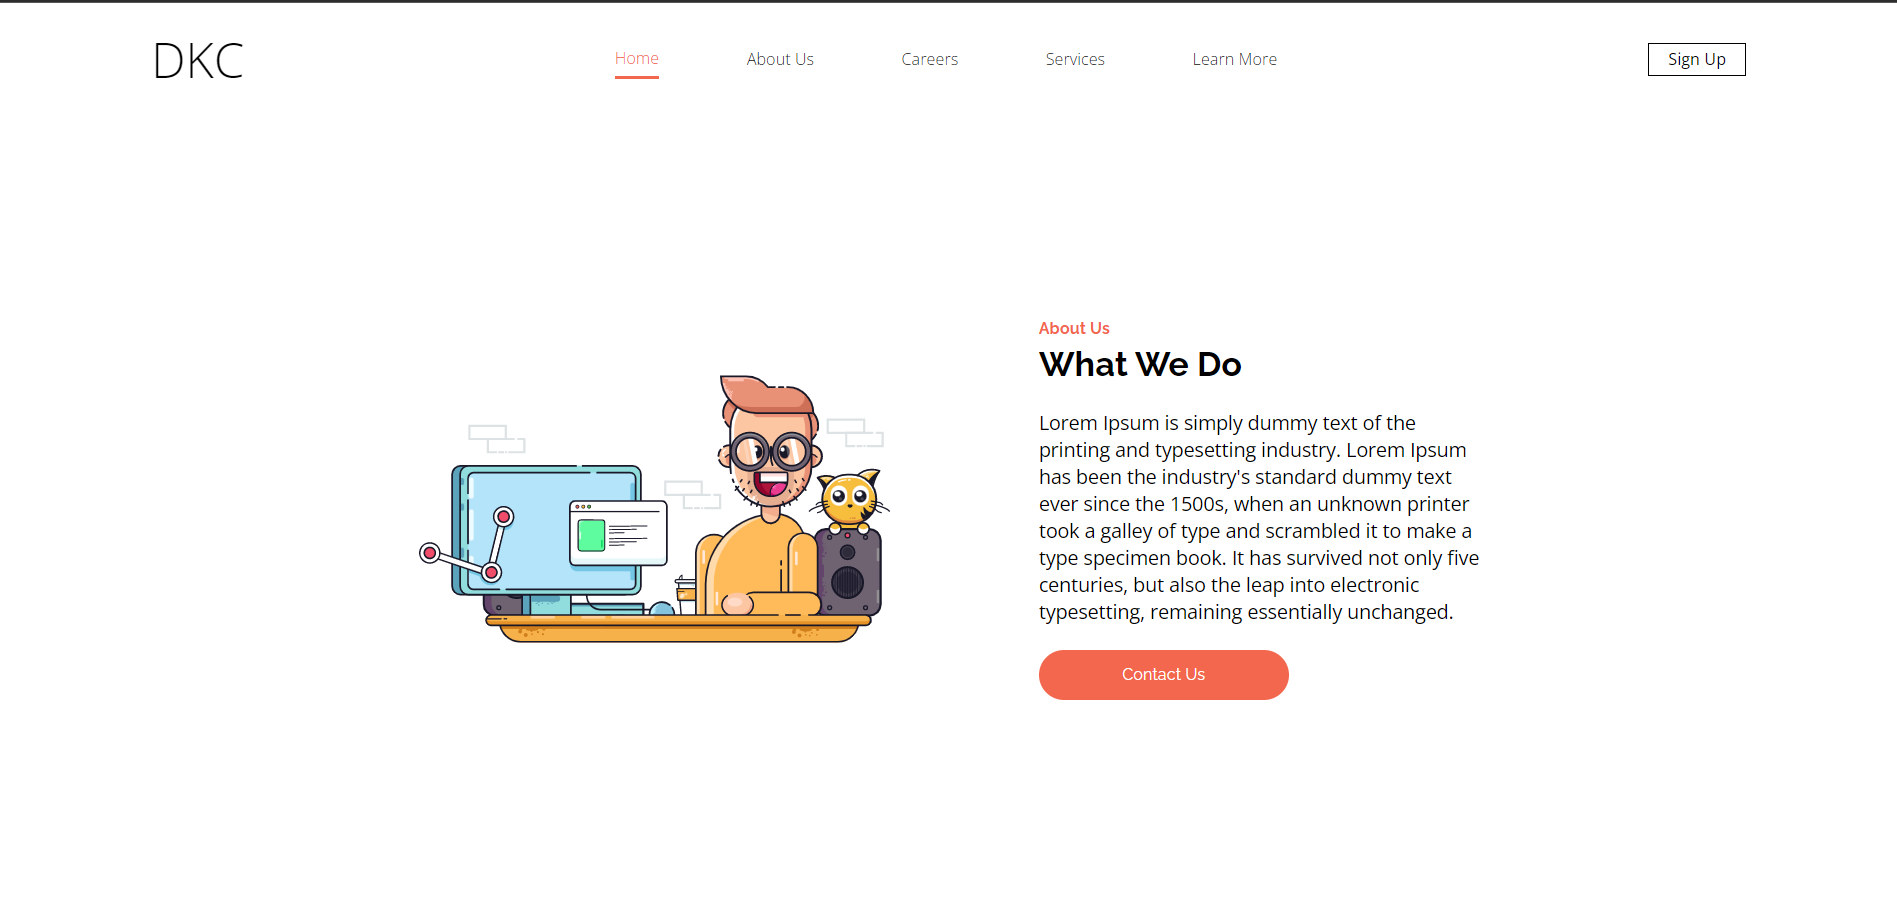 DKC
Home
About Us
Careers
Services
Learn More
Sign Up
About Us
What We Do
Lorem Ipsum is simply dummy text of the
printing and typesetting industry. Lorem Ipsum
has been the industry's standard dummy text
ever since the 1500s, when an unknown printer
took a galley of type and scrambled it to make a
type specimen book. It has survived not only five
centuries, but also the leap into electronic
typesetting, remaining essentially unchanged.
Contact Us